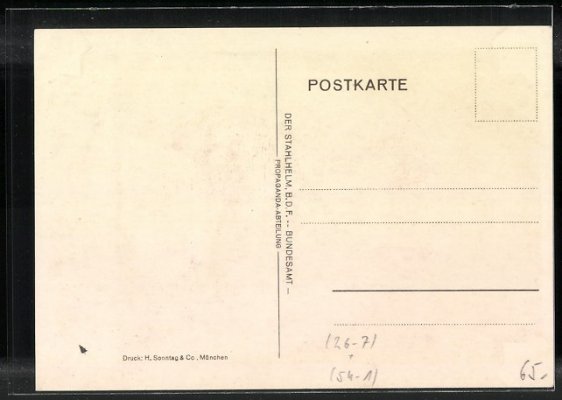 POSTKARTE
DER STAHLHELM, B.D.F. -- BUNDESAMT --
PROPAGANDA-ABTEILUNG
Druck: H. Sonntag & Co., München
(26-7)
(54-1)
65.-